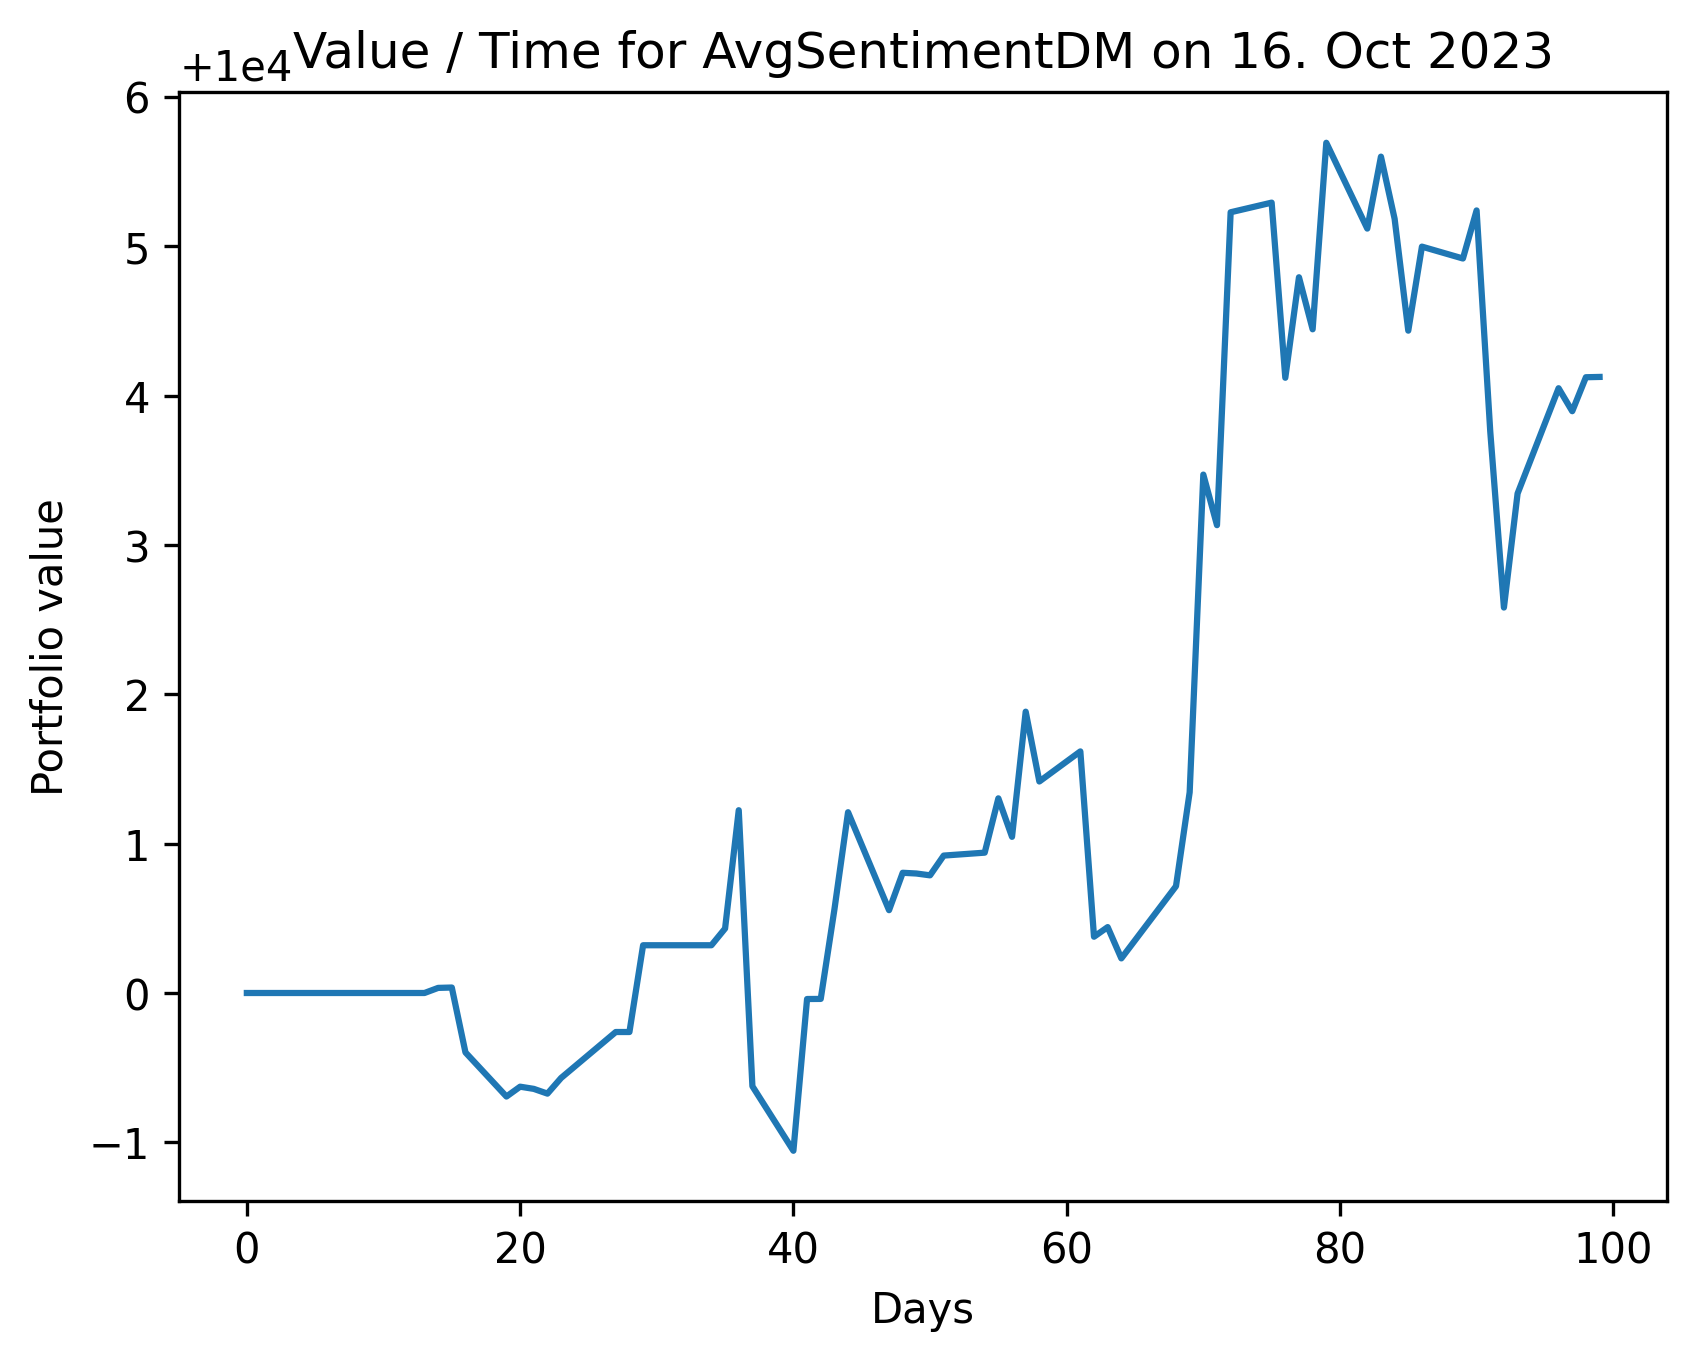 Value / Time for AvgSentimentDM on 16. Oct 2023
+1e4
6
5
4
3
2
1
0
−1
Portfolio value
0 20 40 60 80 100
Days